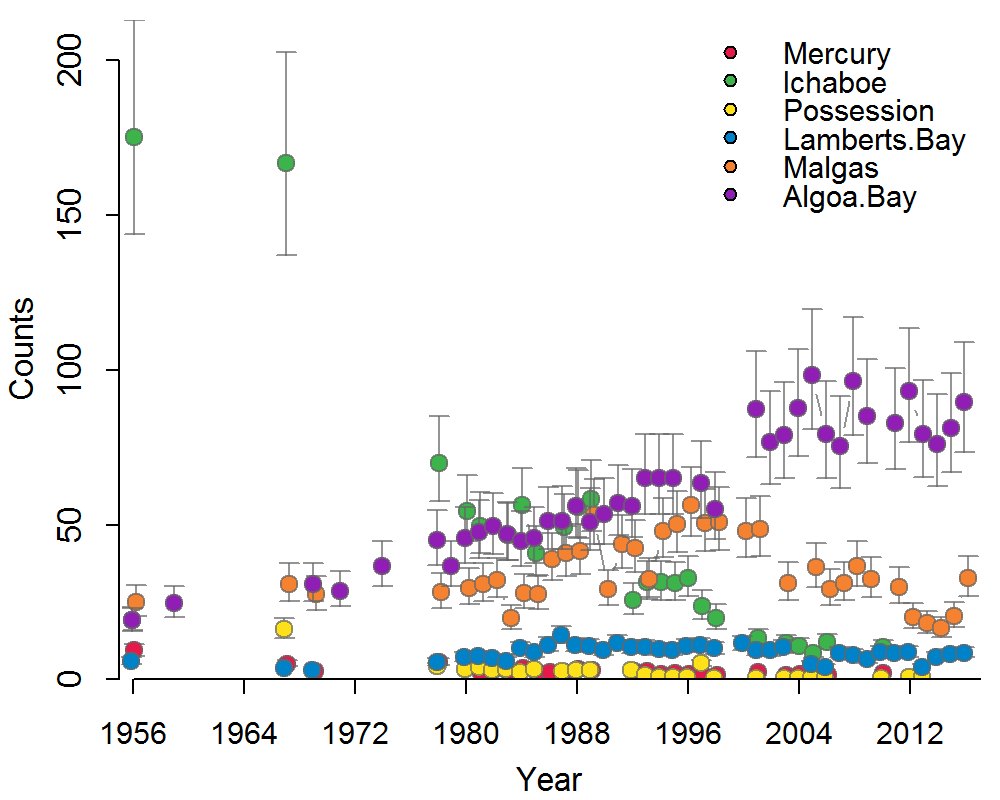 Counts
200
150
100
50
0
Mercury
Ichaboe
Possession
Lamberts.Bay
Malgas
Algoa.Bay
1956 1964 1972 1980 1988 1996 2004 2012
Year